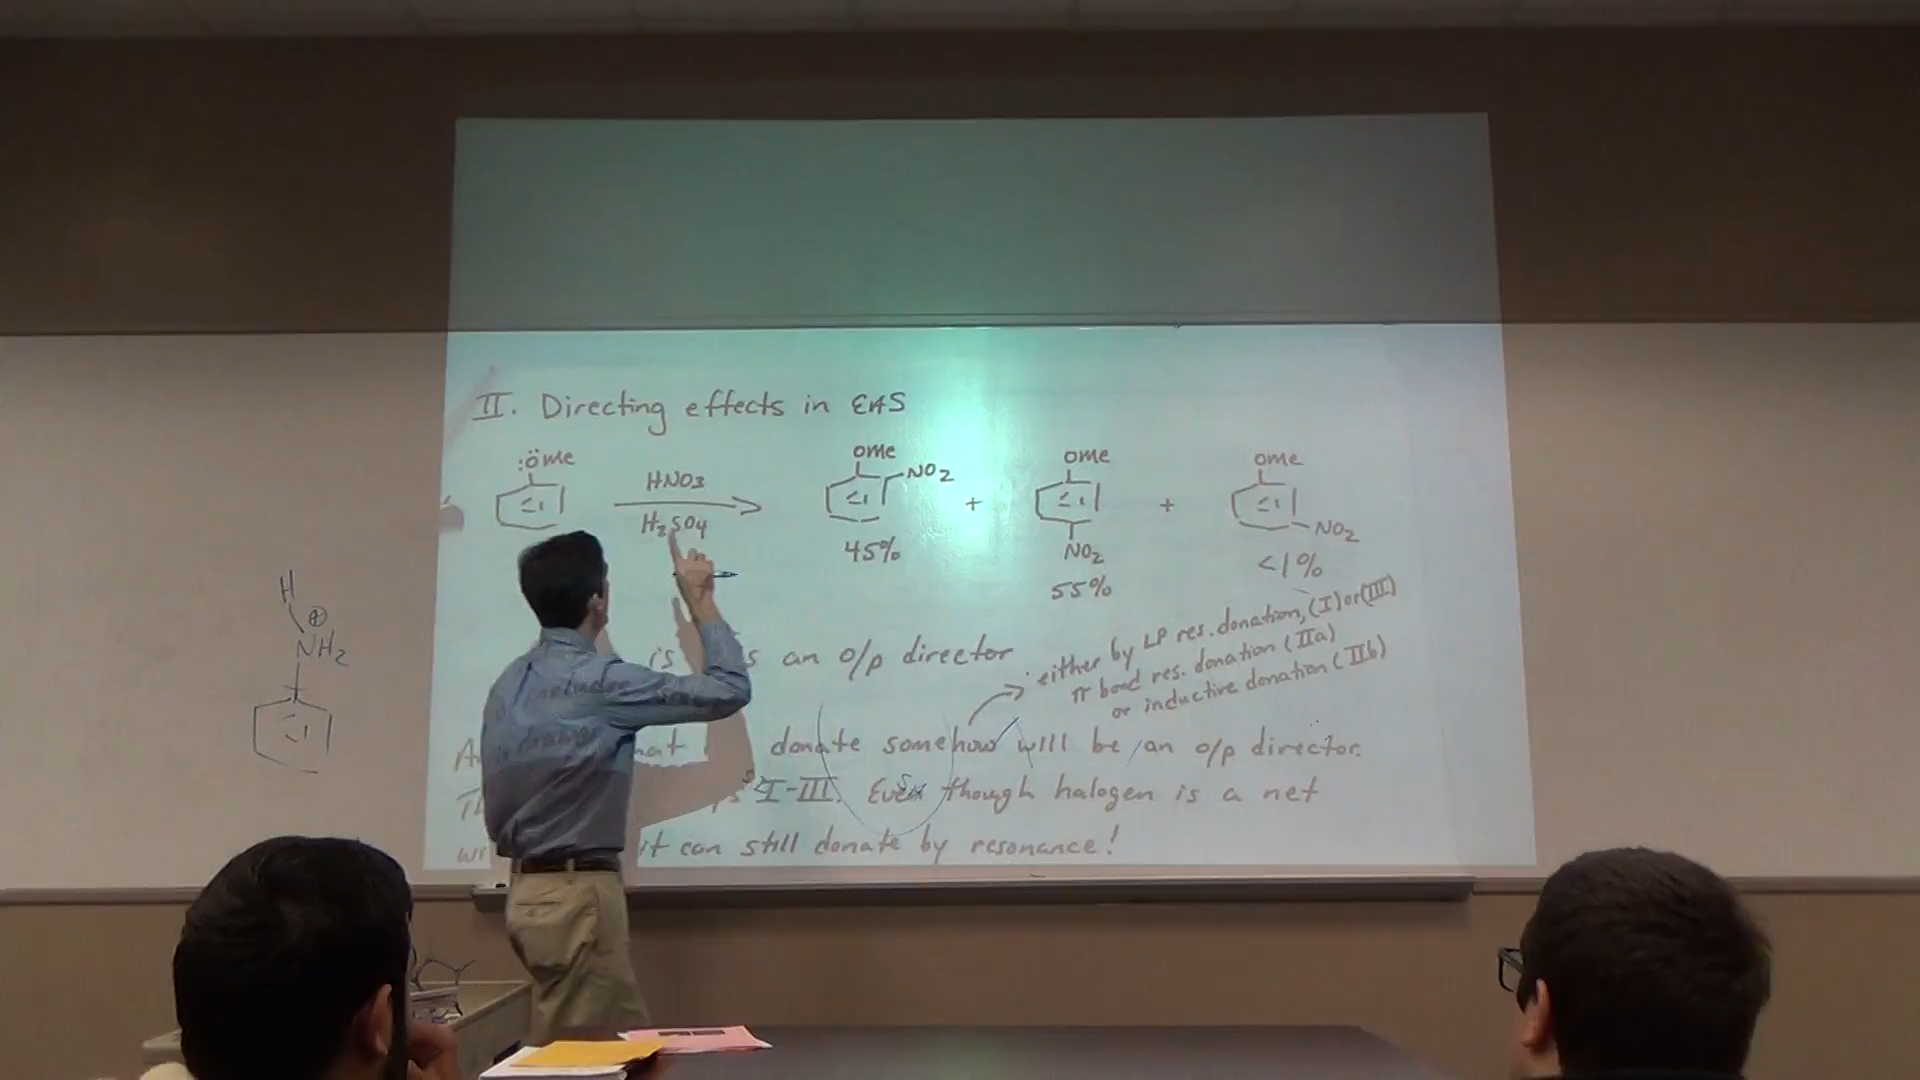 II. Directing effects in EAS
:öMe
HNO3
H2SO4
OMe
NO2
45%
+
OMe
NO2
55%
+
OMe
NO2
<1%
is an o/p director
either by LP res. donation, (I) or (III)
π bond res. donation (IIa)
or inductive donation (IIb)
donate somehow will be an o/p director.
I-III. Even though halogen is a net
it can still donate by resonance!
H
⊕
NH2